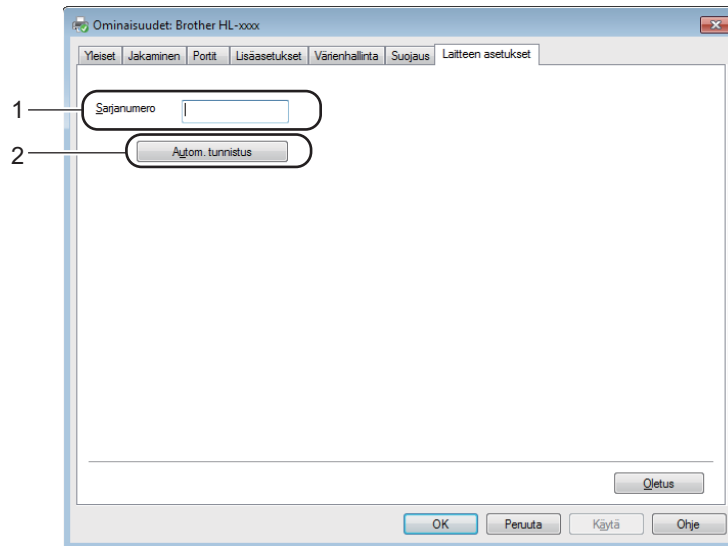 Ominaisuudet: Brother HL-xxxx
Yleiset Jakaminen Portit Lisäasetukset Värienhallinta Suojaus Laitteen asetukset
1 Sarjanumero
2 Autom. tunnistus
Oletus
OK Peruuta Käytä Ohje